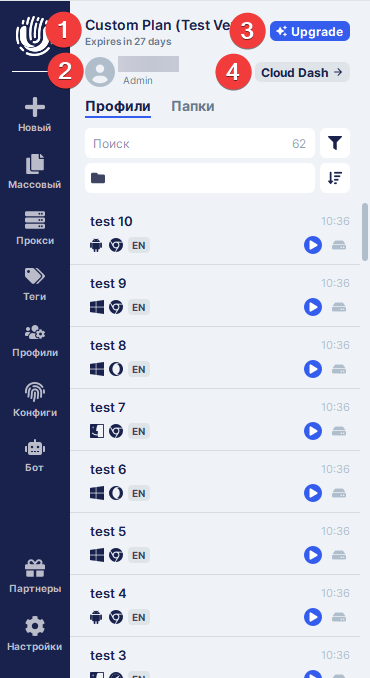 1
Custom Plan (Test Ve
3
Upgrade
Expires in 27 days
2
Admin
4
Cloud Dash →
Профили
Папки
Поиск
62
Новый
Массовый
Прокси
Теги
Профили
Конфиги
Бот
Партнеры
Настройки
test 10
10:36
EN
test 9
10:36
EN
test 8
10:36
EN
test 7
10:36
EN
test 6
10:36
EN
test 5
10:36
EN
test 4
10:36
EN
test 3
10:36